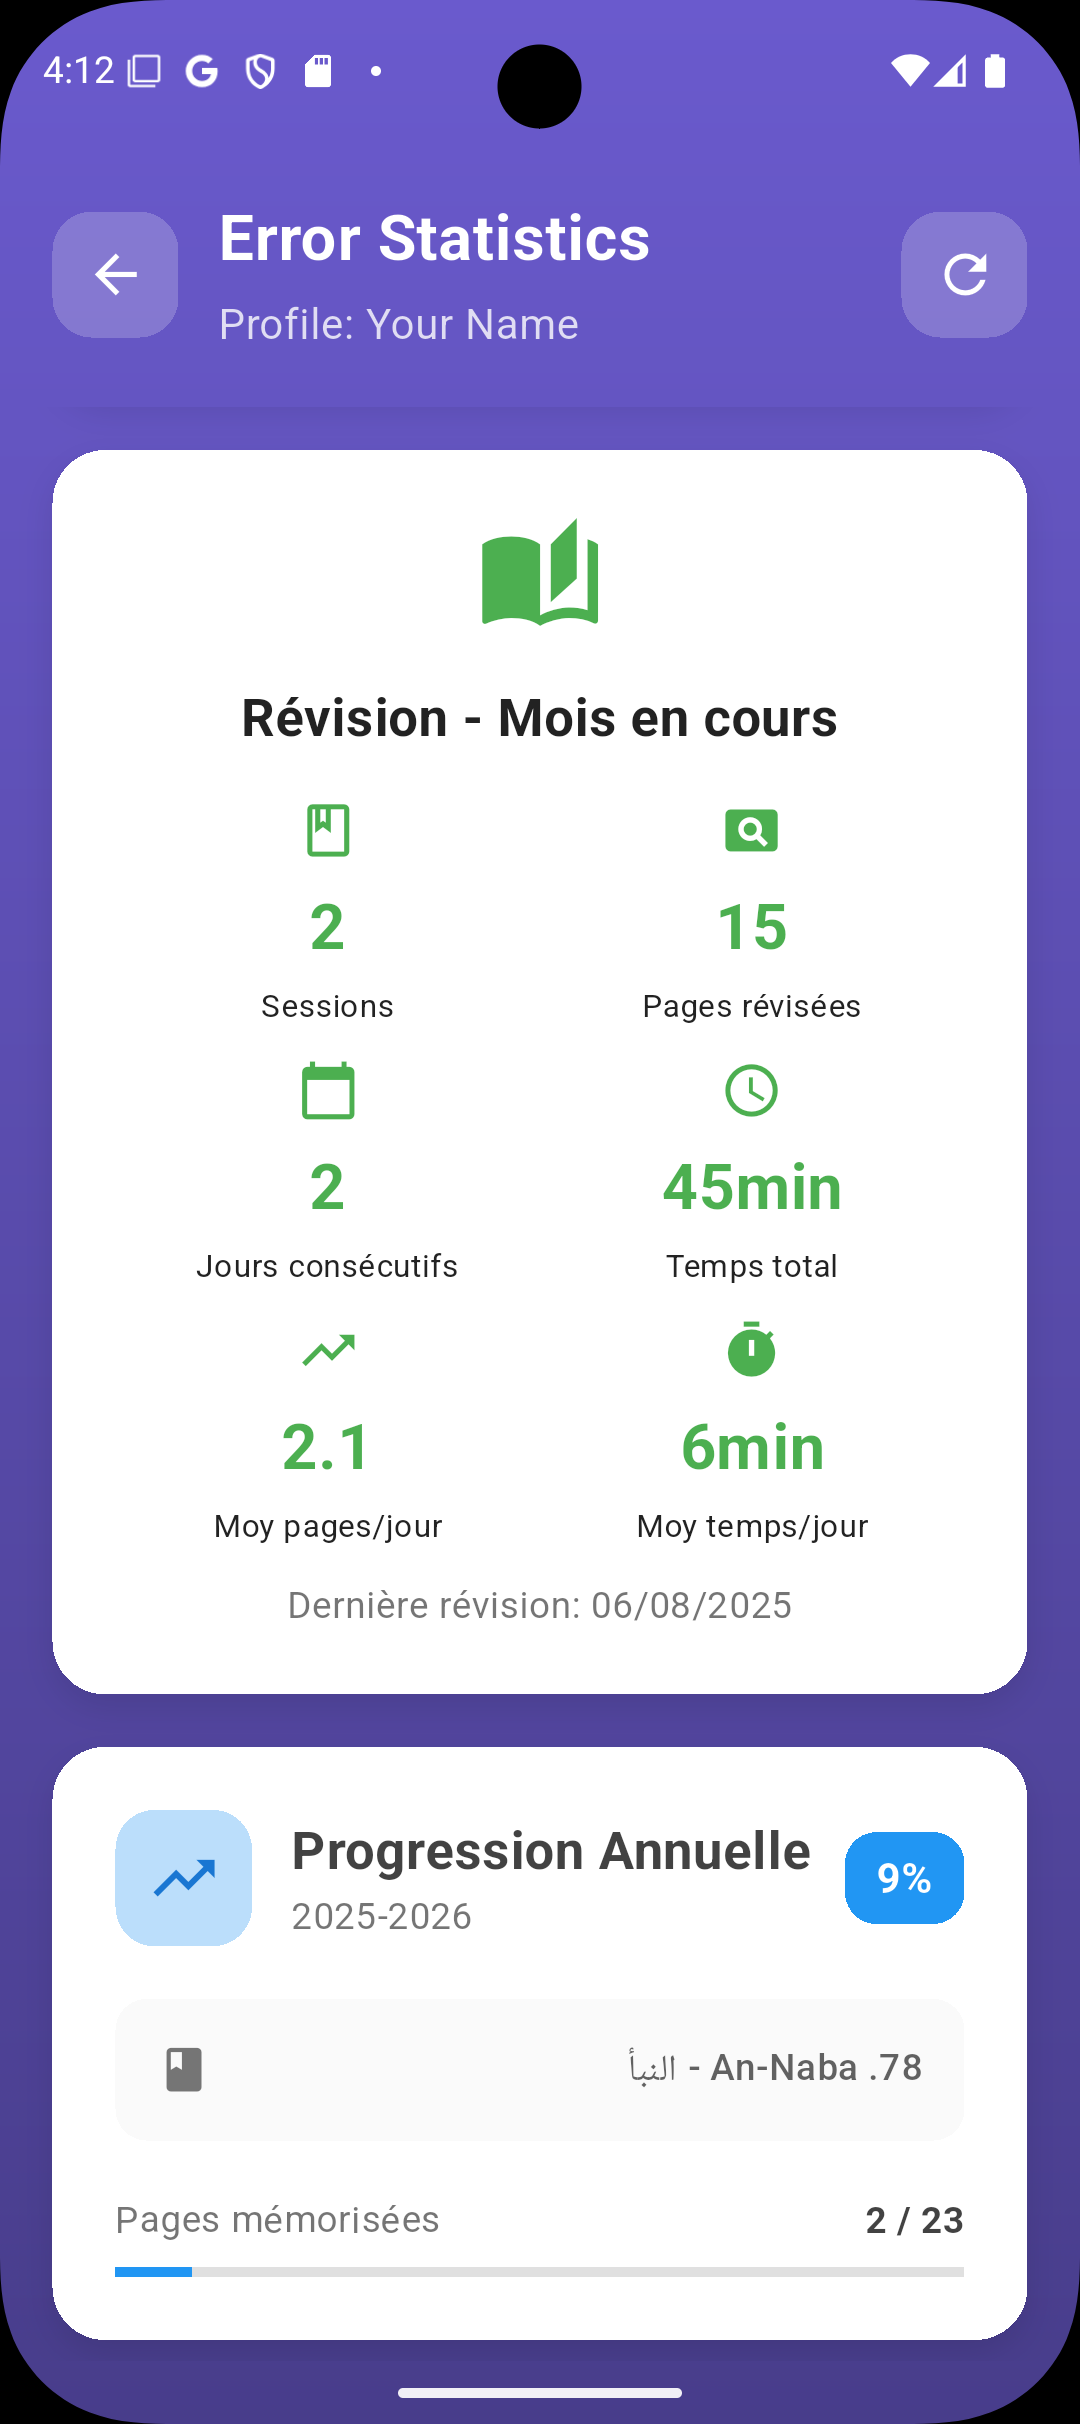 4:12
Error Statistics
Profile: Your Name
Révision - Mois en cours
2
15
Sessions
Pages révisées
2
45min
Jours consécutifs
Temps total
2.1
6min
Moy pages/jour
Moy temps/jour
Dernière révision: 06/08/2025
Progression Annuelle
9%
2025-2026
78. An-Naba - النبأ
Pages mémorisées
2 / 23